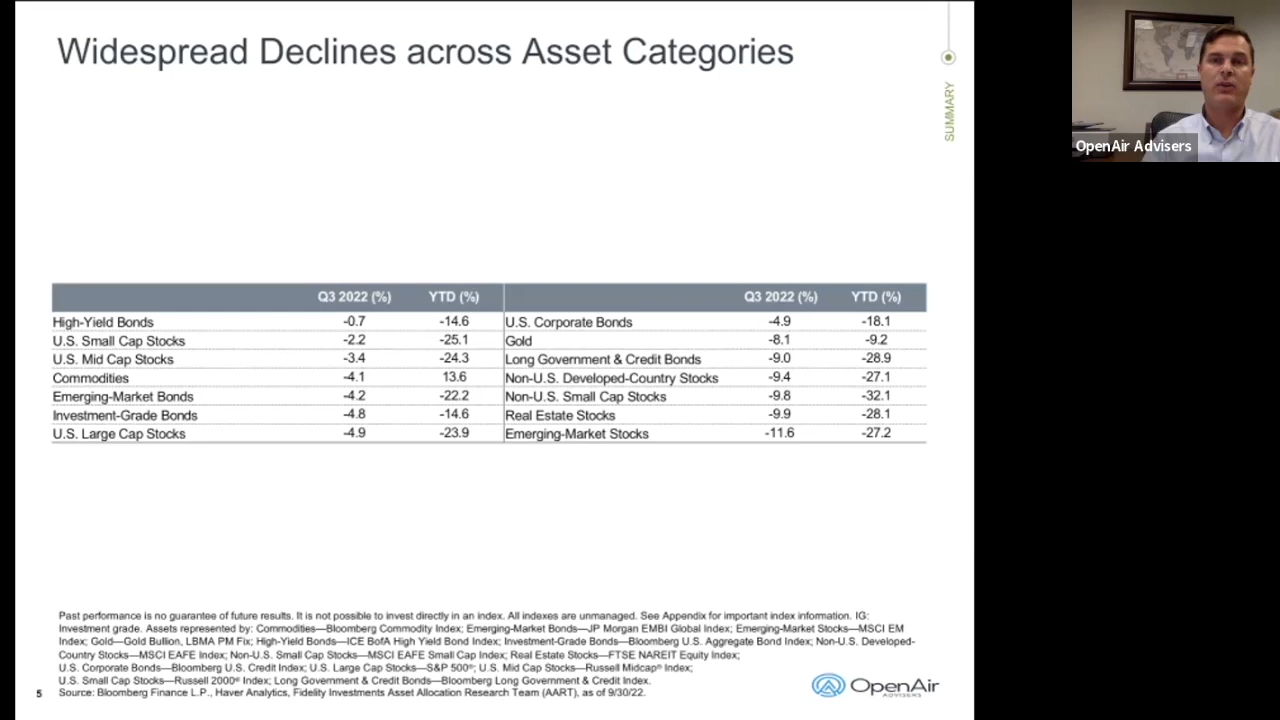 Widespread Declines across Asset Categories
SUMMARY
OpenAir Advisers
Q3 2022 (%) YTD (%) Q3 2022 (%) YTD (%)
High-Yield Bonds -0.7 -14.6 U.S. Corporate Bonds -4.9 -18.1
U.S. Small Cap Stocks -2.2 -25.1 Gold -8.1 -9.2
U.S. Mid Cap Stocks -3.4 -24.3 Long Government & Credit Bonds -9.0 -28.9
Commodities -4.1 13.6 Non-U.S. Developed-Country Stocks -9.4 -27.1
Emerging-Market Bonds -4.2 -22.2 Non-U.S. Small Cap Stocks -9.8 -32.1
Investment-Grade Bonds -4.8 -14.6 Real Estate Stocks -9.9 -28.1
U.S. Large Cap Stocks -4.9 -23.9 Emerging-Market Stocks -11.6 -27.2
Past performance is no guarantee of future results. It is not possible to invest directly in an index. All indexes are unmanaged. See Appendix for important index information. IG:
Investment grade. Assets represented by: Commodities—Bloomberg Commodity Index; Emerging-Market Bonds—JP Morgan EMBI Global Index; Emerging-Market Stocks—MSCI EM
Index; Gold—Gold Bullion, LBMA PM Fix; High-Yield Bonds—ICE BofA High Yield Bond Index; Investment-Grade Bonds—Bloomberg U.S. Aggregate Bond Index; Non-U.S. Developed-
Country Stocks—MSCI EAFE Index; Non-U.S. Small Cap Stocks—MSCI EAFE Small Cap Index; Real Estate Stocks—FTSE NAREIT Equity Index;
U.S. Corporate Bonds—Bloomberg U.S. Credit Index; U.S. Large Cap Stocks—S&P 500®; U.S. Mid Cap Stocks—Russell Midcap® Index;
U.S. Small Cap Stocks—Russell 2000® Index; Long Government & Credit Bonds—Bloomberg Long Government & Credit Index.
Source: Bloomberg Finance L.P., Haver Analytics, Fidelity Investments Asset Allocation Research Team (AART), as of 9/30/22.
5
OpenAir
ADVISERS